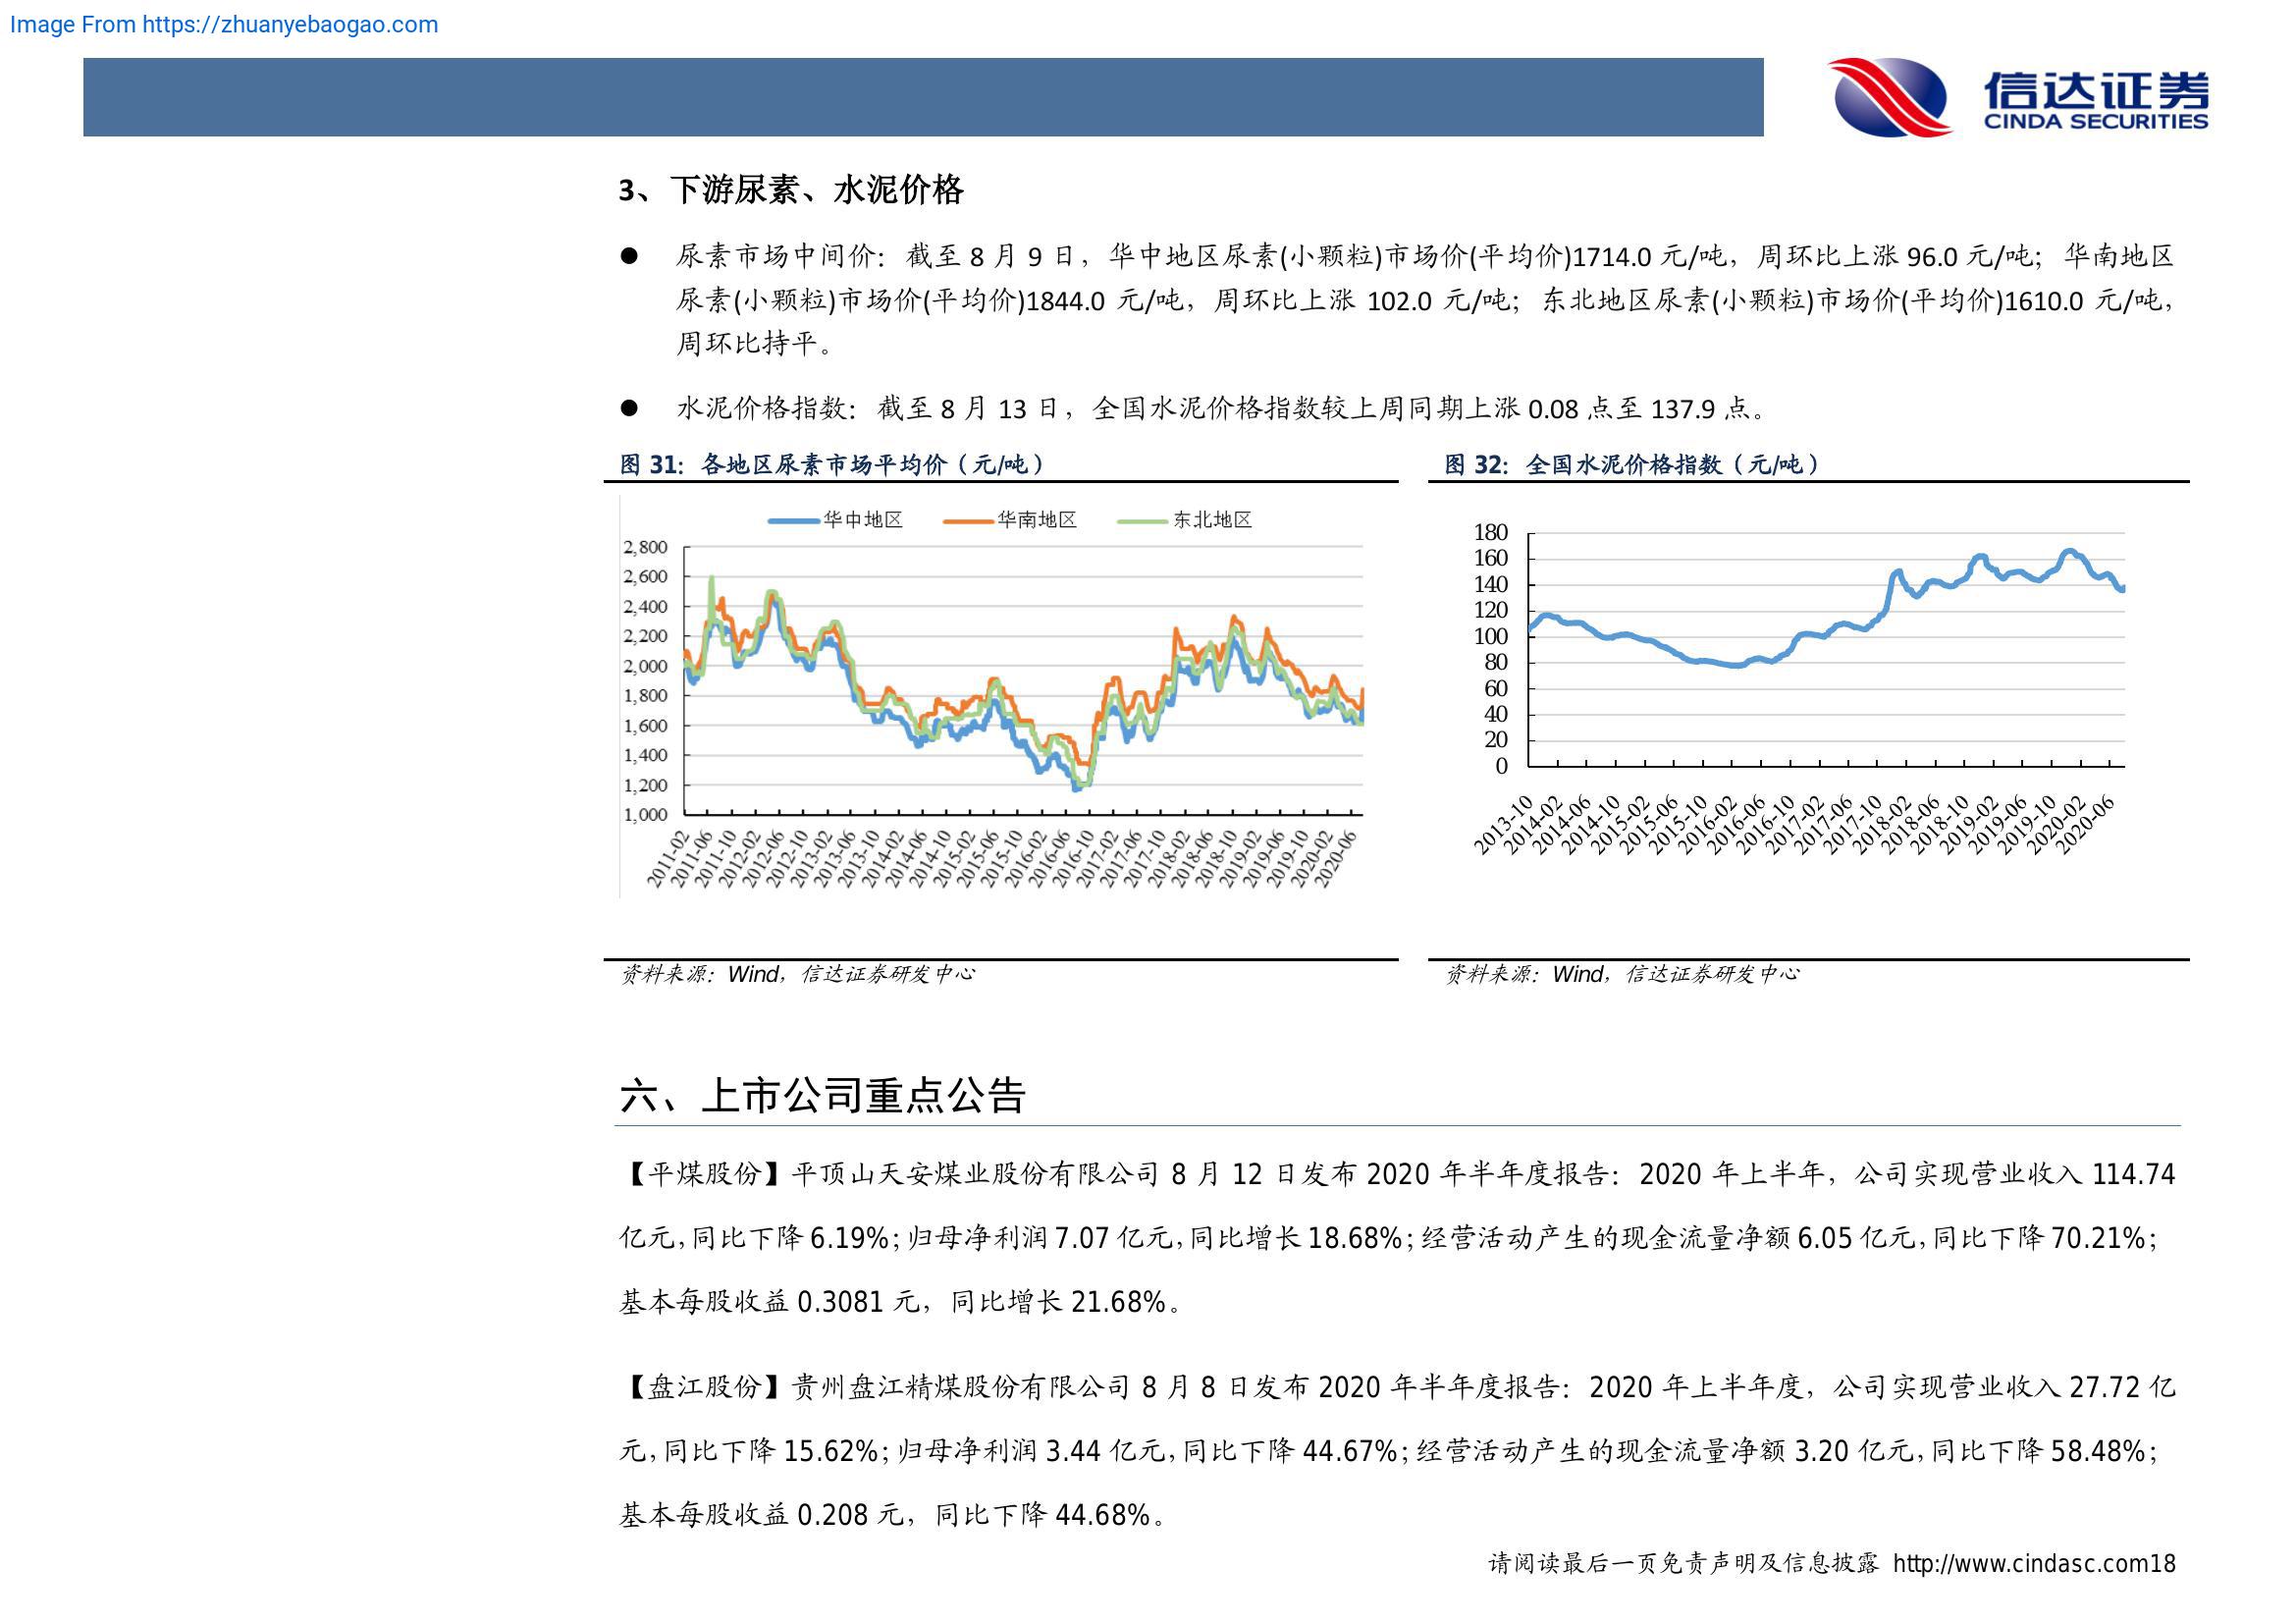 Image From https://zhuanyebaogao.com
信达证券
CINDA SECURITIES
3、下游尿素、水泥价格
● 尿素市场中间价：截至 8 月 9 日，华中地区尿素(小颗粒)市场价(平均价)1714.0 元/吨，周环比上涨 96.0 元/吨；华南地区
尿素(小颗粒)市场价(平均价)1844.0 元/吨，周环比上涨 102.0 元/吨；东北地区尿素(小颗粒)市场价(平均价)1610.0 元/吨，
周环比持平。
● 水泥价格指数：截至 8 月 13 日，全国水泥价格指数较上周同期上涨 0.08 点至 137.9 点。
图 31：各地区尿素市场平均价（元/吨）
华中地区 华南地区 东北地区
2,800
2,600
2,400
2,200
2,000
1,800
1,600
1,400
1,200
1,000
2011-02 2011-06 2011-10 2012-02 2012-06 2012-10 2013-02 2013-06 2013-10 2014-02 2014-06 2014-10 2015-02 2015-06 2015-10 2016-02 2016-06 2016-10 2017-02 2017-06 2017-10 2018-02 2018-06 2018-10 2019-02 2019-06 2019-10 2020-02 2020-06
资料来源：Wind，信达证券研发中心
图 32：全国水泥价格指数（元/吨）
180
160
140
120
100
80
60
40
20
0
2013-10 2014-02 2014-06 2014-10 2015-02 2015-06 2015-10 2016-02 2016-06 2016-10 2017-02 2017-06 2017-10 2018-02 2018-06 2018-10 2019-02 2019-06 2019-10 2020-02 2020-06
资料来源：Wind，信达证券研发中心
六、上市公司重点公告
【平煤股份】平顶山天安煤业股份有限公司 8 月 12 日发布 2020 年半年度报告：2020 年上半年，公司实现营业收入 114.74
亿元，同比下降 6.19%；归母净利润 7.07 亿元，同比增长 18.68%；经营活动产生的现金流量净额 6.05 亿元，同比下降 70.21%；
基本每股收益 0.3081 元，同比增长 21.68%。
【盘江股份】贵州盘江精煤股份有限公司 8 月 8 日发布 2020 年半年度报告：2020 年上半年度，公司实现营业收入 27.72 亿
元，同比下降 15.62%；归母净利润 3.44 亿元，同比下降 44.67%；经营活动产生的现金流量净额 3.20 亿元，同比下降 58.48%；
基本每股收益 0.208 元，同比下降 44.68%。
请阅读最后一页免责声明及信息披露 http://www.cindasc.com18